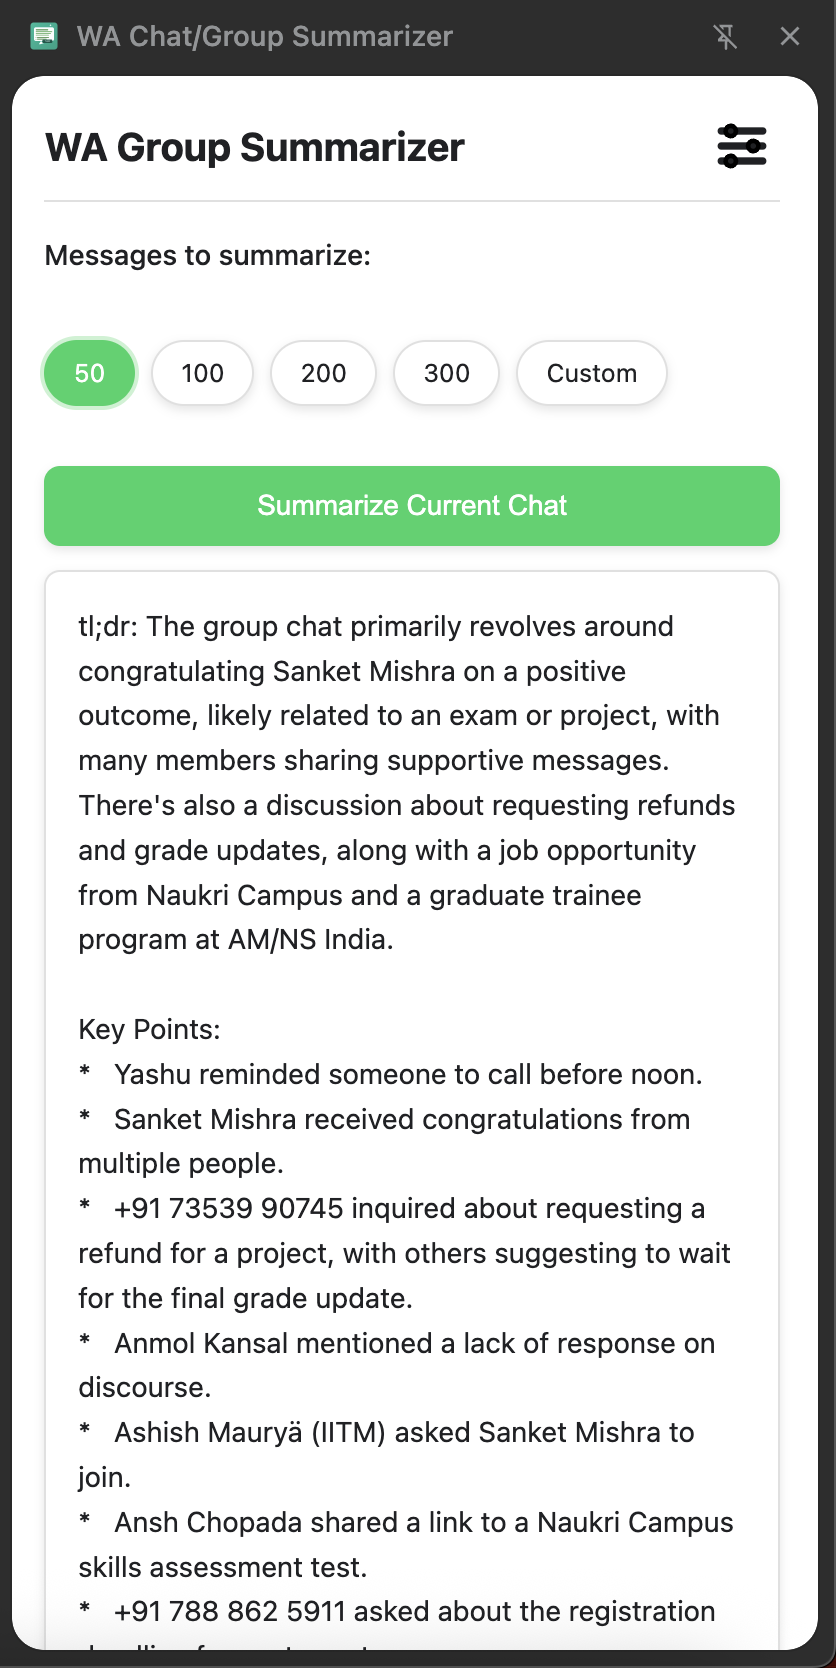 WA Chat/Group Summarizer
WA Group Summarizer
Messages to summarize:
50 100 200 300 Custom
Summarize Current Chat
tl;dr: The group chat primarily revolves around
congratulating Sanket Mishra on a positive
outcome, likely related to an exam or project, with
many members sharing supportive messages.
There's also a discussion about requesting refunds
and grade updates, along with a job opportunity
from Naukri Campus and a graduate trainee
program at AM/NS India.
Key Points:
* Yashu reminded someone to call before noon.
* Sanket Mishra received congratulations from
multiple people.
* +91 73539 90745 inquired about requesting a
refund for a project, with others suggesting to wait
for the final grade update.
* Anmol Kansal mentioned a lack of response on
discourse.
* Ashish Mauryä (IITM) asked Sanket Mishra to
join.
* Ansh Chopada shared a link to a Naukri Campus
skills assessment test.
* +91 788 862 5911 asked about the registration